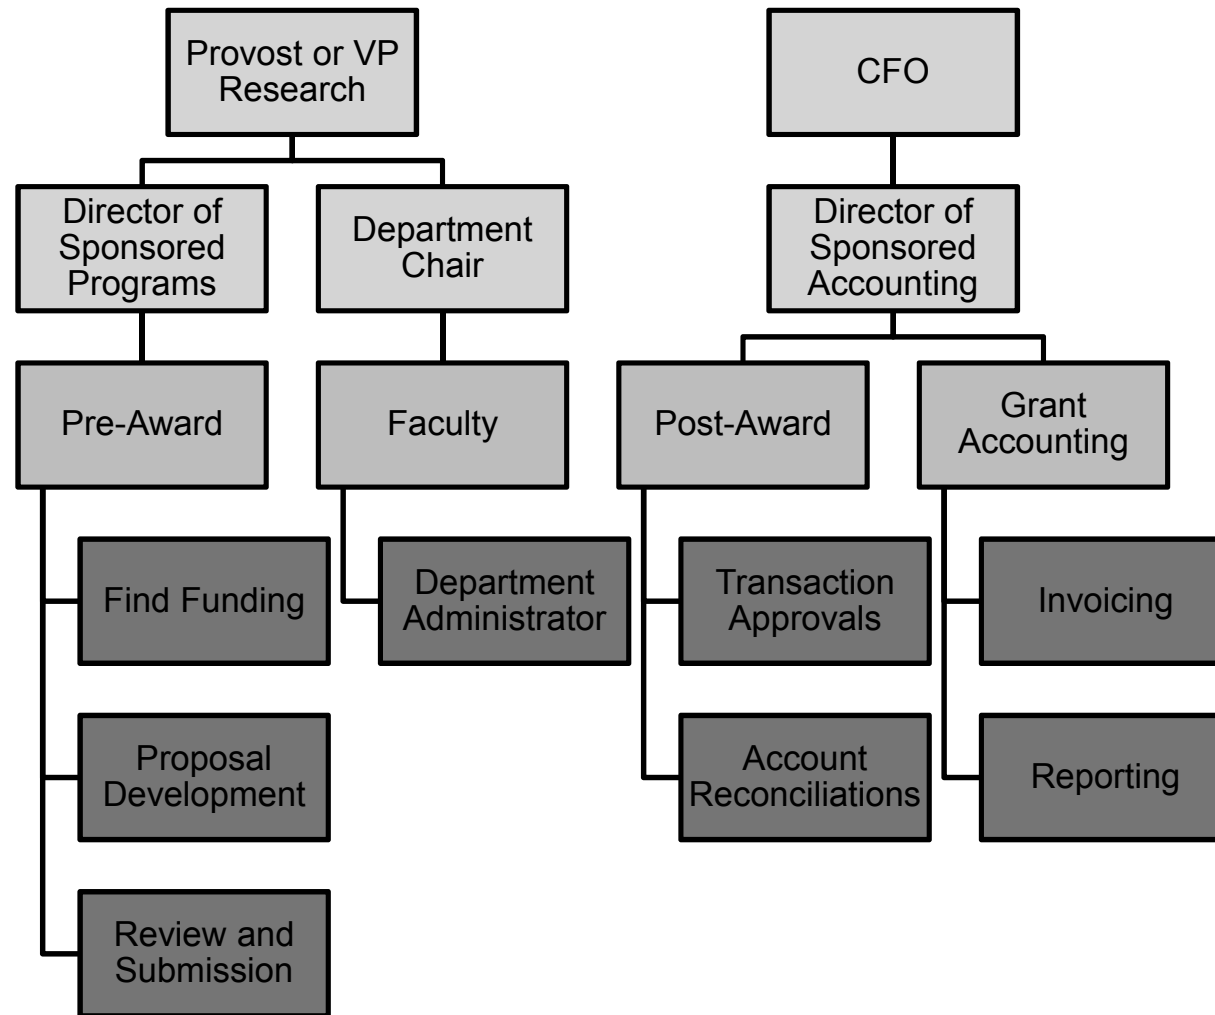 Provost or VP
Research
CFO
Director of
Sponsored
Programs
Department
Chair
Director of
Sponsored
Accounting
Pre-Award
Faculty
Post-Award
Grant
Accounting
Find Funding
Department
Administrator
Transaction
Approvals
Invoicing
Proposal
Development
Account
Reconciliations
Reporting
Review and
Submission